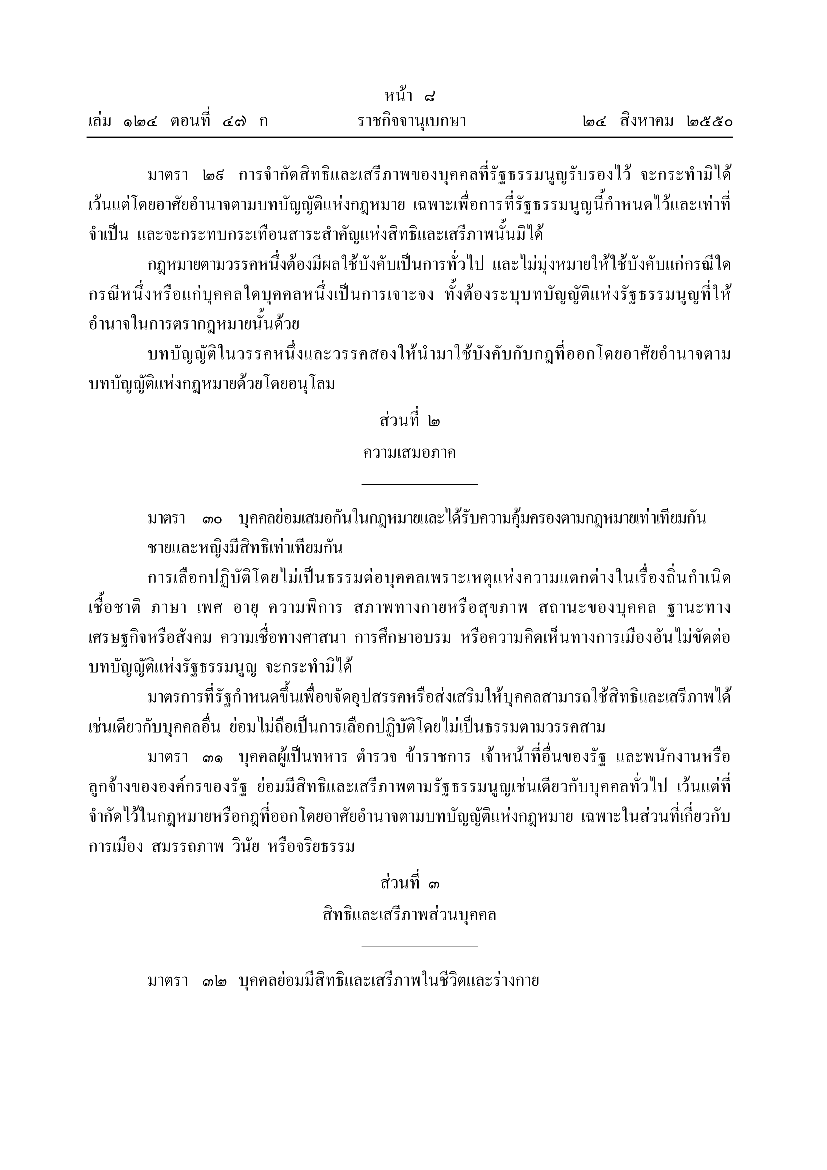 หน้า ๘
เล่ม ๑๒๔ ตอนที่ ๔๗ ก ราชกิจจานุเบกษา ๒๔ สิงหาคม ๒๕๕๐
มาตรา ๒๙ การจำกัดสิทธิและเสรีภาพของบุคคลที่รัฐธรรมนูญรับรองไว้ จะกระทำมิได้
เว้นแต่โดยอาศัยอำนาจตามบทบัญญัติแห่งกฎหมาย เฉพาะเพื่อการที่รัฐธรรมนูญนี้กำหนดไว้และเท่าที่
จำเป็น และจะกระทบกระเทือนสาระสำคัญแห่งสิทธิและเสรีภาพนั้นมิได้
กฎหมายตามวรรคหนึ่งต้องมีผลใช้บังคับเป็นการทั่วไป และไม่มุ่งหมายให้ใช้บังคับแก่กรณีใด
กรณีหนึ่งหรือแก่บุคคลใดบุคคลหนึ่งเป็นการเจาะจง ทั้งต้องระบุบทบัญญัติแห่งรัฐธรรมนูญที่ให้
อำนาจในการตรากฎหมายนั้นด้วย
บทบัญญัติในวรรคหนึ่งและวรรคสองให้นำมาใช้บังคับกับกฎที่ออกโดยอาศัยอำนาจตาม
บทบัญญัติแห่งกฎหมายด้วยโดยอนุโลม
ส่วนที่ ๒
ความเสมอภาค
มาตรา ๓๐ บุคคลย่อมเสมอกันในกฎหมายและได้รับความคุ้มครองตามกฎหมายเท่าเทียมกัน
ชายและหญิงมีสิทธิเท่าเทียมกัน
การเลือกปฏิบัติโดยไม่เป็นธรรมต่อบุคคลเพราะเหตุแห่งความแตกต่างในเรื่องถิ่นกำเนิด
เชื้อชาติ ภาษา เพศ อายุ ความพิการ สภาพทางกายหรือสุขภาพ สถานะของบุคคล ฐานะทาง
เศรษฐกิจหรือสังคม ความเชื่อทางศาสนา การศึกษาอบรม หรือความคิดเห็นทางการเมืองอันไม่ขัดต่อ
บทบัญญัติแห่งรัฐธรรมนูญ จะกระทำมิได้
มาตรการที่รัฐกำหนดขึ้นเพื่อขจัดอุปสรรคหรือส่งเสริมให้บุคคลสามารถใช้สิทธิและเสรีภาพได้
เช่นเดียวกับบุคคลอื่น ย่อมไม่ถือเป็นการเลือกปฏิบัติโดยไม่เป็นธรรมตามวรรคสาม
มาตรา ๓๑ บุคคลผู้เป็นทหาร ตำรวจ ข้าราชการ เจ้าหน้าที่อื่นของรัฐ และพนักงานหรือ
ลูกจ้างขององค์กรของรัฐ ย่อมมีสิทธิและเสรีภาพตามรัฐธรรมนูญเช่นเดียวกับบุคคลทั่วไป เว้นแต่ที่
จำกัดไว้ในกฎหมายหรือกฎที่ออกโดยอาศัยอำนาจตามบทบัญญัติแห่งกฎหมาย เฉพาะในส่วนที่เกี่ยวกับ
การเมือง สมรรถภาพ วินัย หรือจริยธรรม
ส่วนที่ ๓
สิทธิและเสรีภาพส่วนบุคคล
มาตรา ๓๒ บุคคลย่อมมีสิทธิและเสรีภาพในชีวิตและร่างกาย